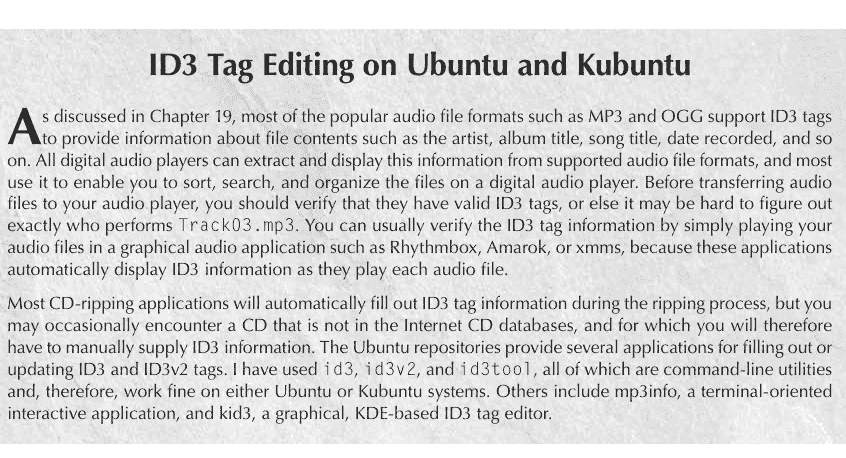 ID3 Tag Editing on Ubuntu and Kubuntu
As discussed in Chapter 19, most of the popular audio file formats such as MP3 and OGG support ID3 tags
to provide information about file contents such as the artist, album title, song title, date recorded, and so
on. All digital audio players can extract and display this information from supported audio file formats, and most
use it to enable you to sort, search, and organize the files on a digital audio player. Before transferring audio
files to your audio player, you should verify that they have valid ID3 tags, or else it may be hard to figure out
exactly who performs Track03.mp3. You can usually verify the ID3 tag information by simply playing your
audio files in a graphical audio application such as Rhythmbox, Amarok, or xmms, because these applications
automatically display ID3 information as they play each audio file.
Most CD-ripping applications will automatically fill out ID3 tag information during the ripping process, but you
may occasionally encounter a CD that is not in the Internet CD databases, and for which you will therefore
have to manually supply ID3 information. The Ubuntu repositories provide several applications for filling out or
updating ID3 and ID3v2 tags. I have used id3, id3v2, and id3tool, all of which are command-line utilities
and, therefore, work fine on either Ubuntu or Kubuntu systems. Others include mp3info, a terminal-oriented
interactive application, and kid3, a graphical, KDE-based ID3 tag editor.